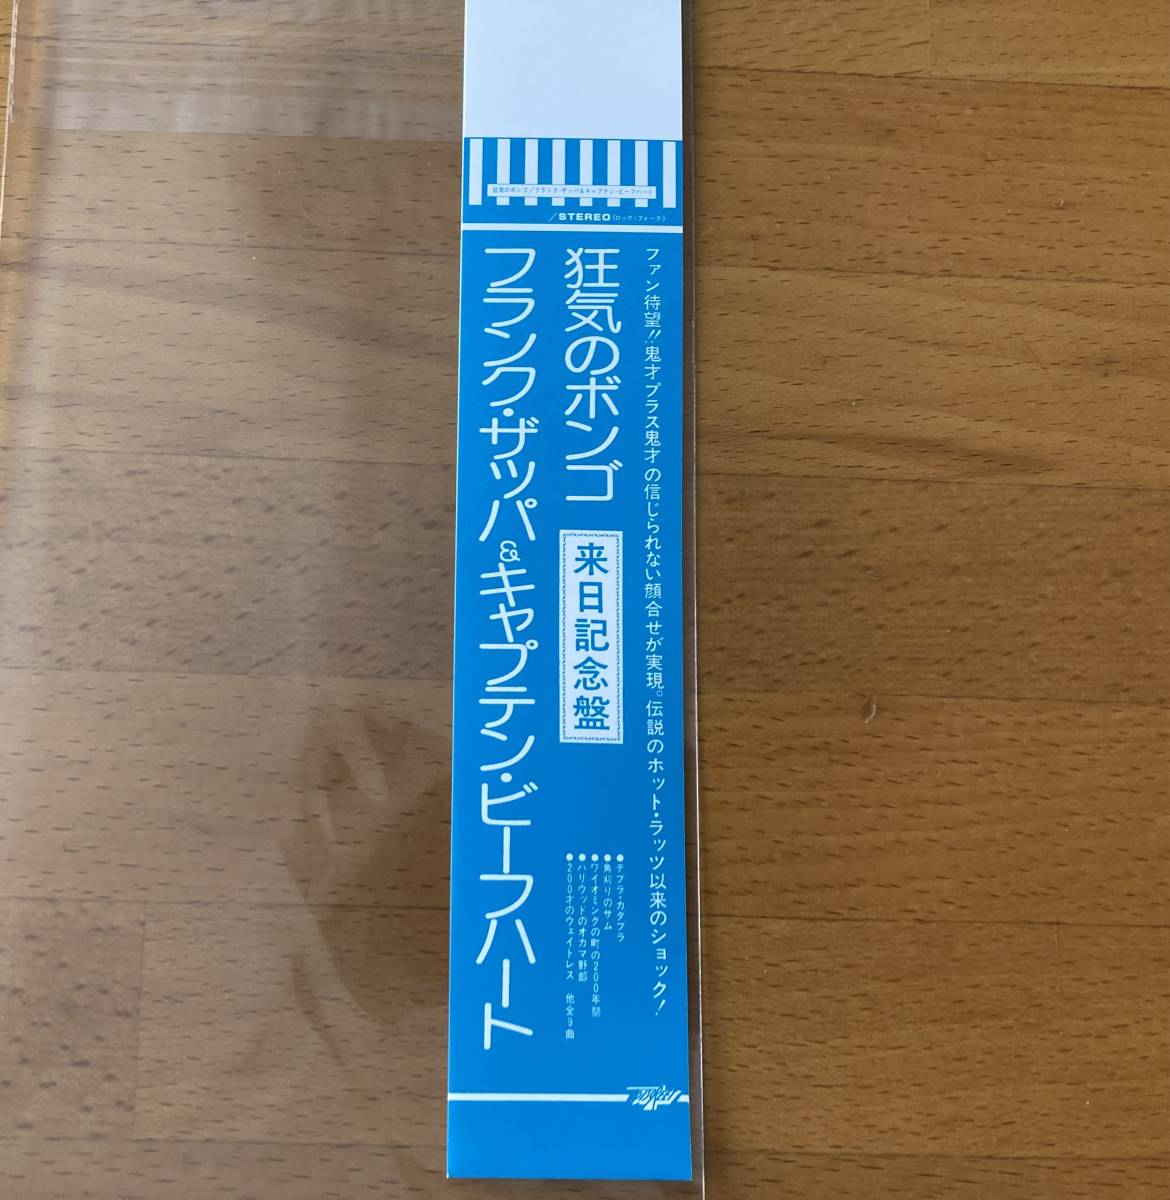 狂気のボンゴ/フランク・ザッパ&キャプテン・ビーフハート
/STEREO(ロック/フォーク)
ファン待望!!鬼才プラス鬼才の信じられない顔合せが実現。伝説のホット・ラッツ以来のショック!
狂気のボンゴ
来日記念盤
フランク・ザッパ&キャプテン・ビーフハート
●デブラ・カダブラ
●角刈りのサム
●ワイオミングの町の200年祭
●ハリウッドのオカマ野郎
●200才のウェイトレス 他全9曲
DISCREET